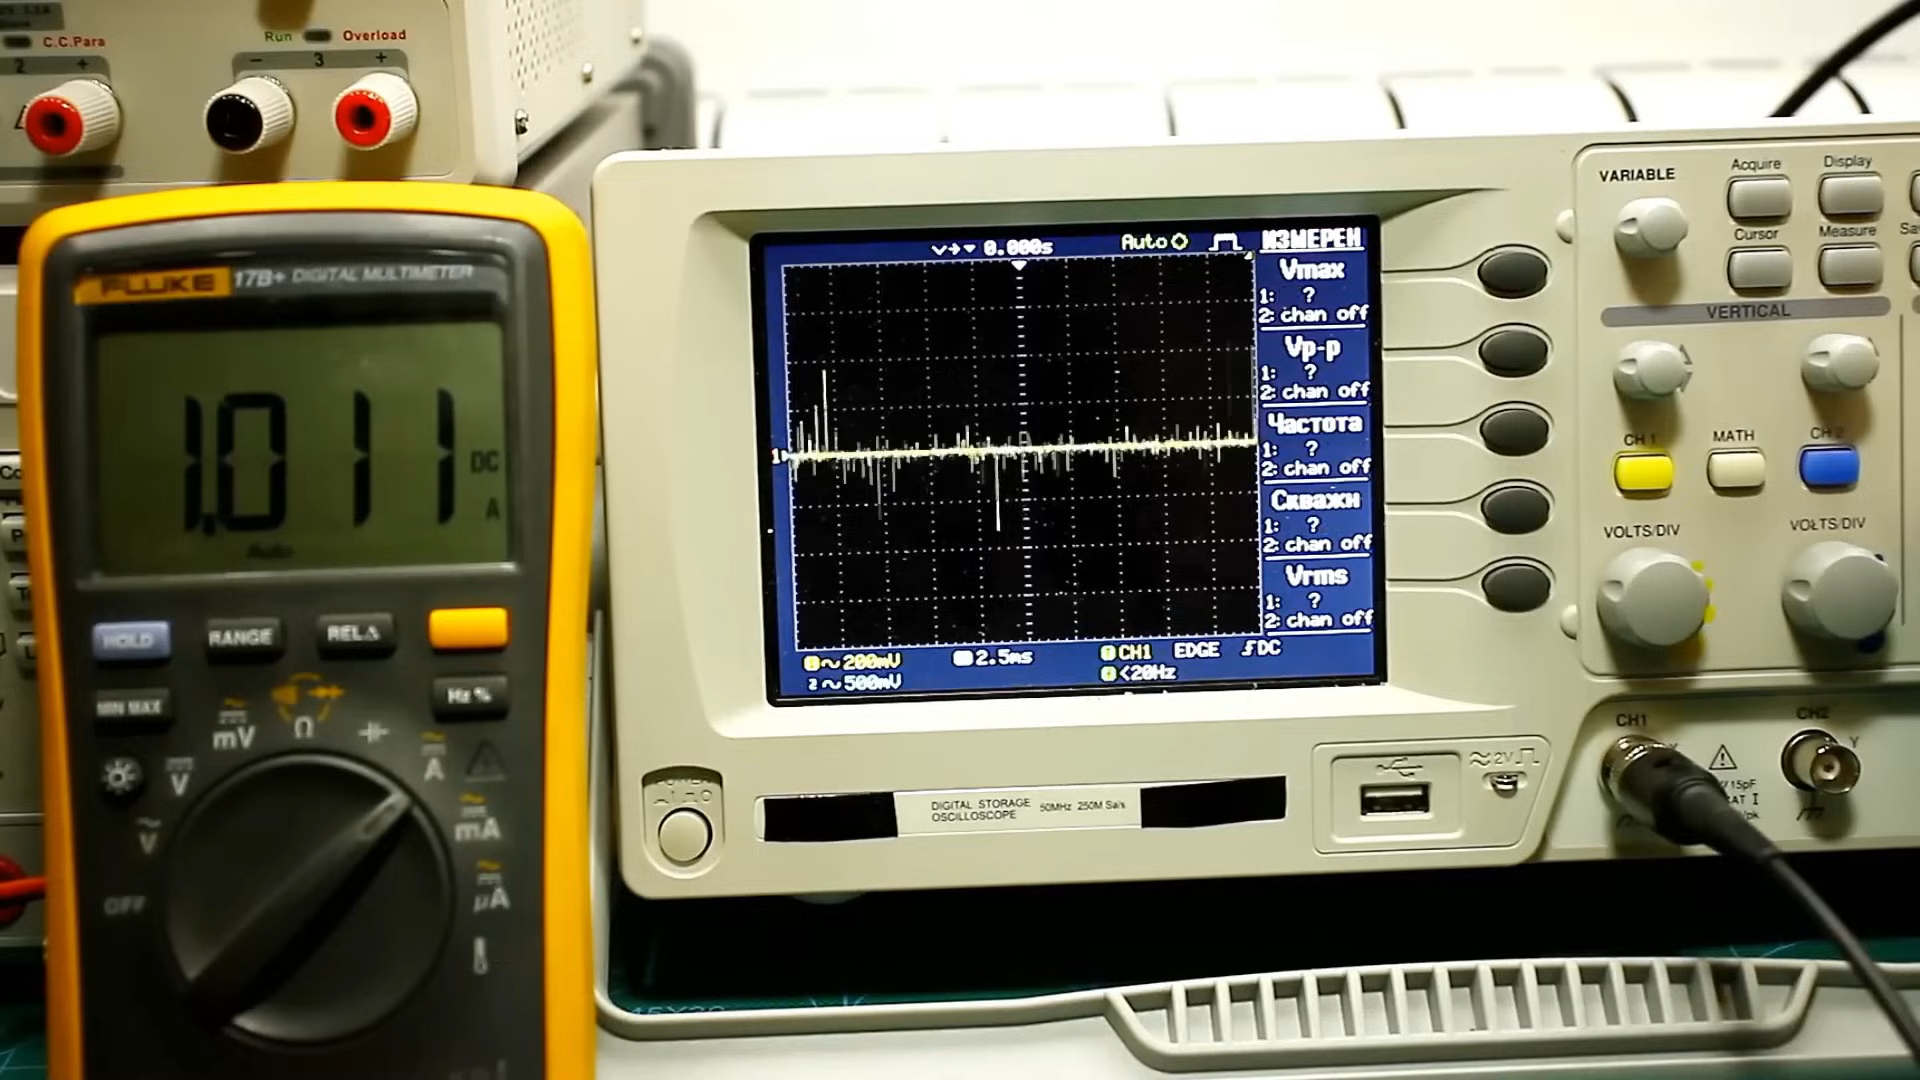 C.C.Para
Run Overload
2 +
- 3 +
FLUKE 17B+ DIGITAL MULTIMETER
1.011
DC
A
Auto
HOLD RANGE REL△
MIN MAX Hz %
mV Ω A
V mA
V μA
OFF
0.000s Auto ИЗМЕРЕН
Vmax
1: ?
2: chan off
Vp-p
1: ?
2: chan off
Частота
1: ?
2: chan off
Скважн
1: ?
2: chan off
Vrms
1: ?
2: chan off
1
200mV 2.5ms CH1 EDGE DC
2 ~ 500mV <20Hz
DIGITAL STORAGE
OSCILLOSCOPE
50MHz 250M Sa/s
≈2V
VARIABLE
Acquire Display
Cursor Measure
VERTICAL
CH 1 MATH CH 2
VOLTS/DIV VOLTS/DIV
CH1 CH2
X Y